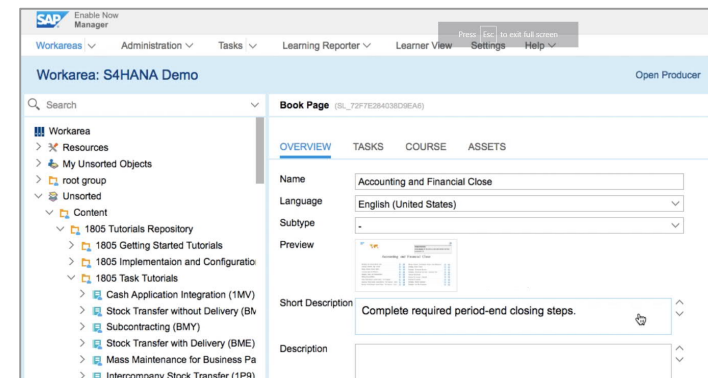 SAP Enable Now
Manager
Press Esc to exit full screen
Workareas Administration Tasks Learning Reporter Learner View Settings Help
Workarea: S4HANA Demo Open Producer
Search
Workarea
Resources
My Unsorted Objects
root group
Unsorted
Content
1805 Tutorials Repository
1805 Getting Started Tutorials
1805 Implementaion and Configuratio
1805 Task Tutorials
Cash Application Integration (1MV)
Stock Transfer without Delivery (BM
Subcontracting (BMY)
Stock Transfer with Delivery (BME)
Mass Maintenance for Business Pa
Intercompany Stock Transfer (1P9)
Book Page (SL_72F7E284038D9EA6)
OVERVIEW TASKS COURSE ASSETS
Name Accounting and Financial Close
Language English (United States)
Subtype -
Preview
Accounting and Financial Close
Short Description Complete required period-end closing steps.
Description